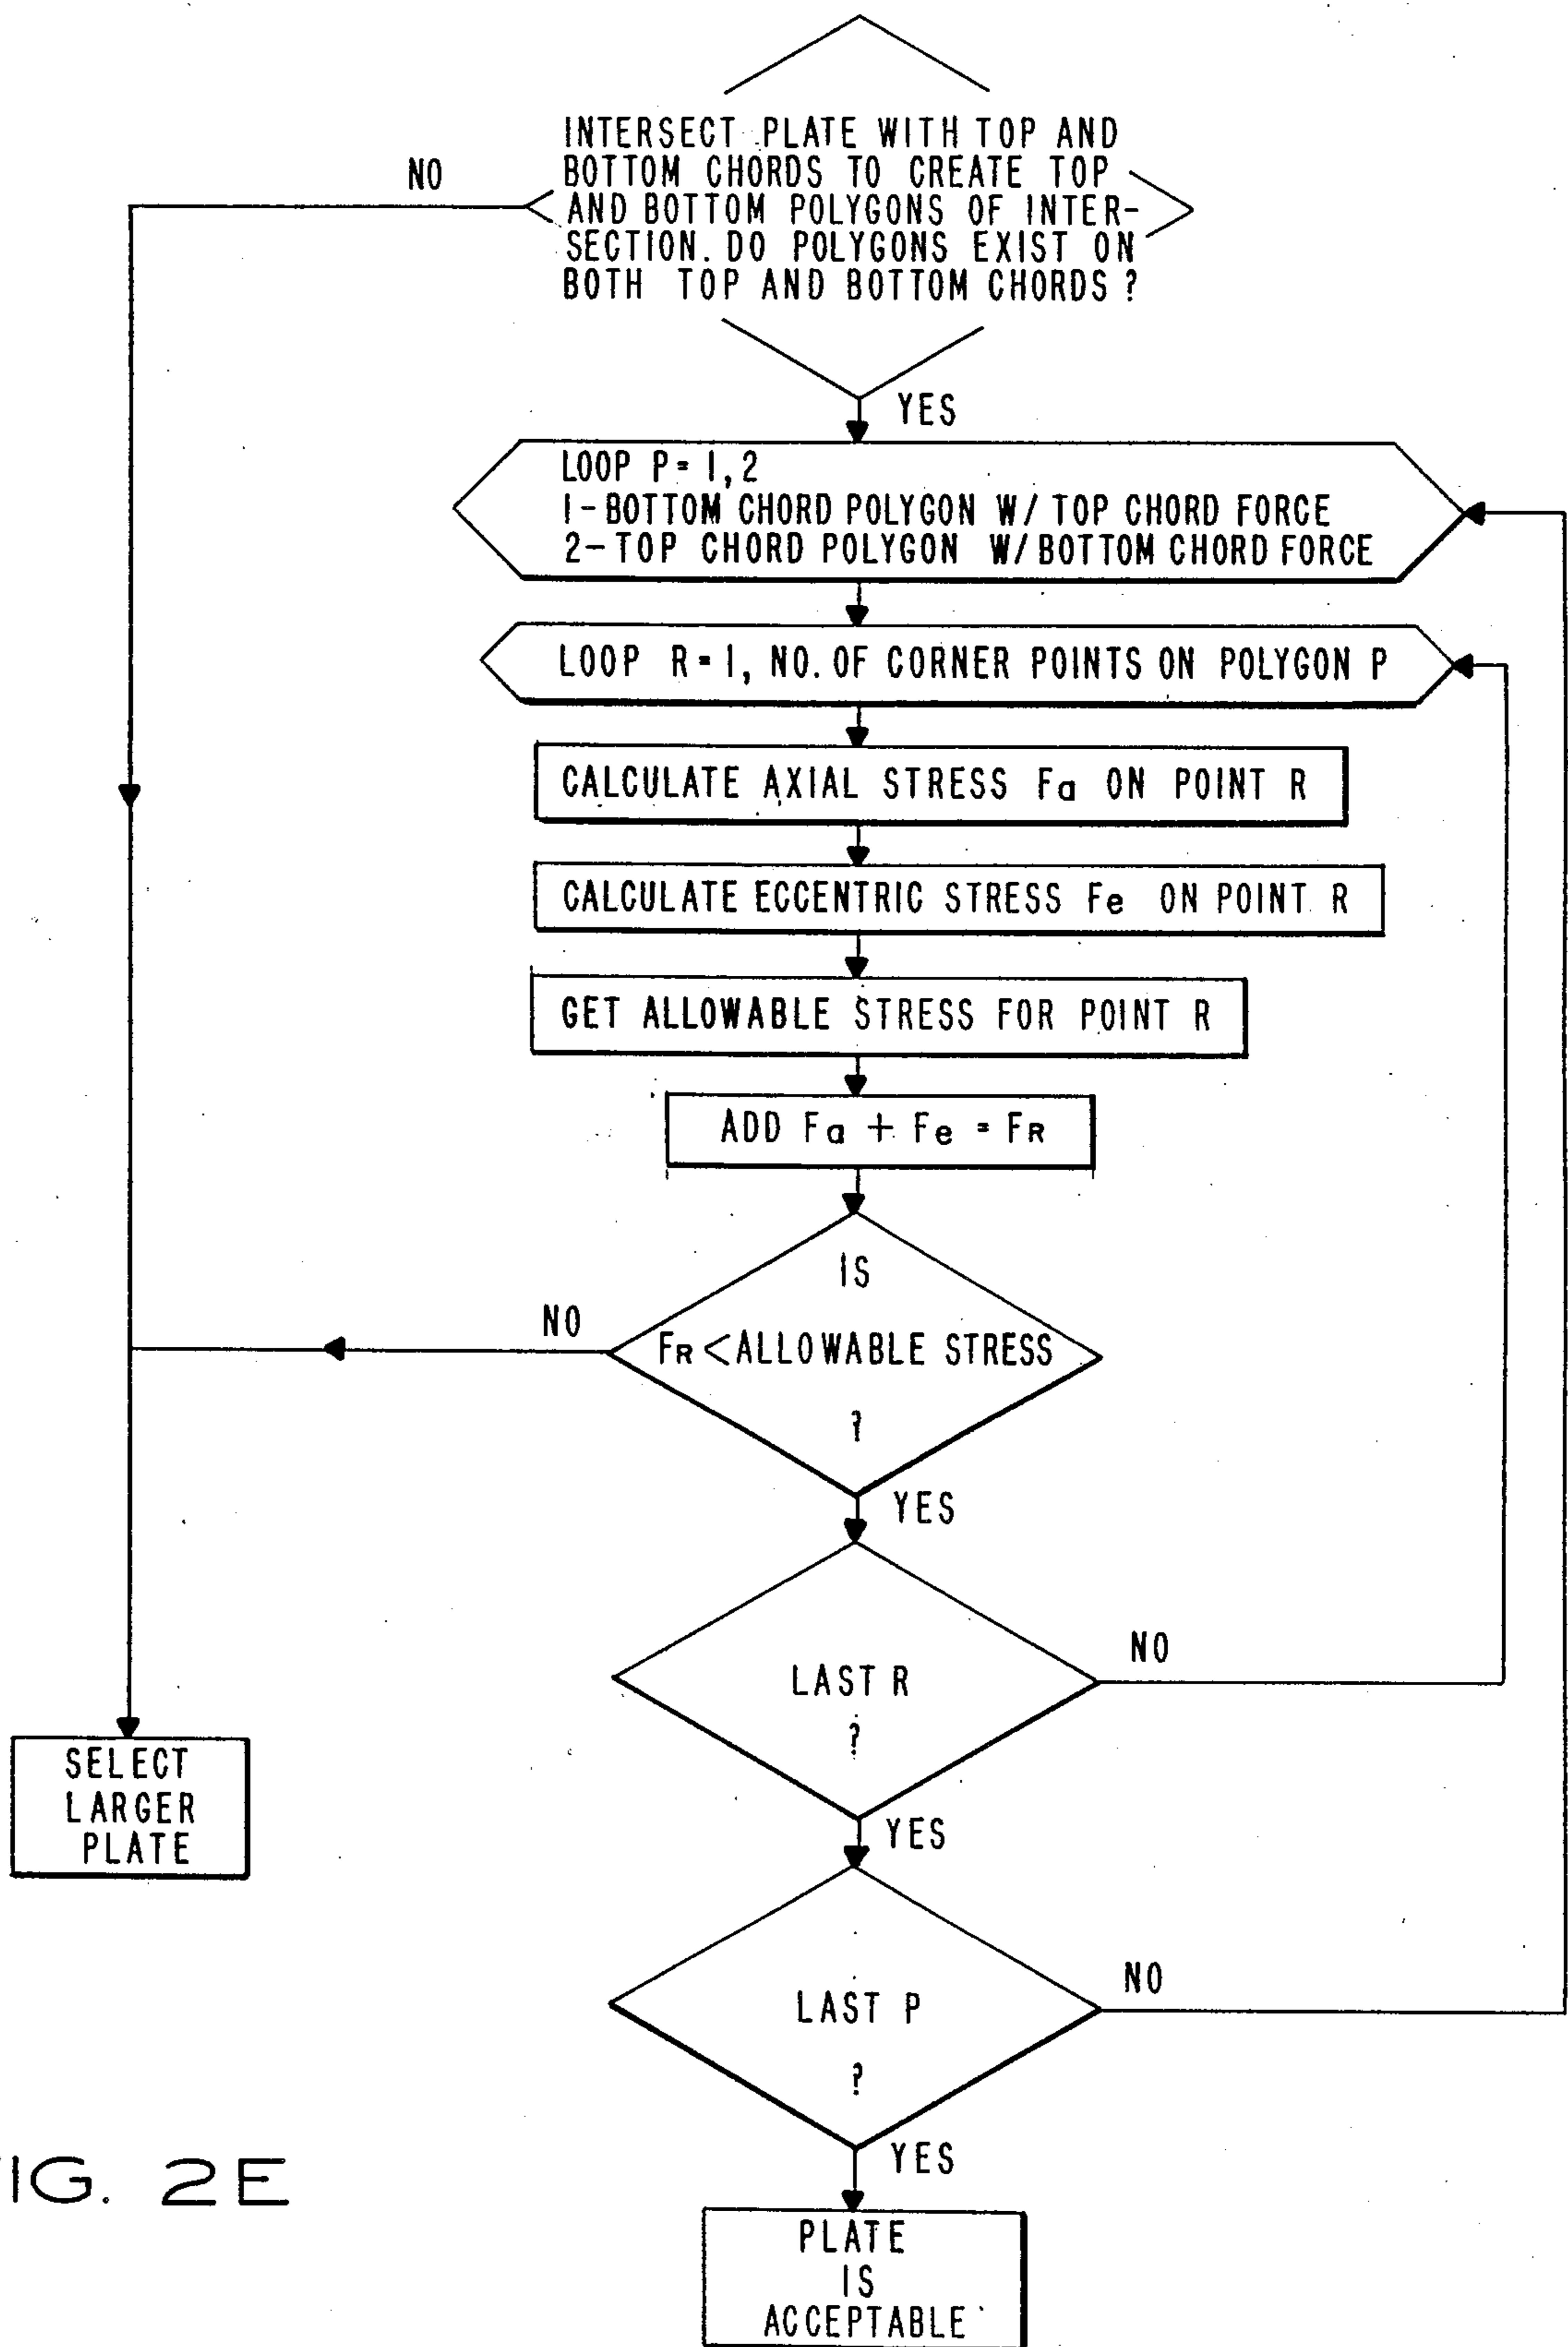 INTERSECT PLATE WITH TOP AND
BOTTOM CHORDS TO CREATE TOP
AND BOTTOM POLYGONS OF INTER-
SECTION. DO POLYGONS EXIST ON
BOTH TOP AND BOTTOM CHORDS ?
NO
YES
LOOP P = 1, 2
1-BOTTOM CHORD POLYGON W/ TOP CHORD FORCE
2-TOP CHORD POLYGON W/BOTTOM CHORD FORCE
LOOP R = 1, NO. OF CORNER POINTS ON POLYGON P
CALCULATE AXIAL STRESS Fa ON POINT R
CALCULATE ECCENTRIC STRESS Fe ON POINT R
GET ALLOWABLE STRESS FOR POINT R
ADD Fa + Fe = FR
IS
FR < ALLOWABLE STRESS
?
NO
YES
LAST R
?
NO
YES
SELECT
LARGER
PLATE
LAST P
?
NO
YES
PLATE
IS
ACCEPTABLE
IG. 2E